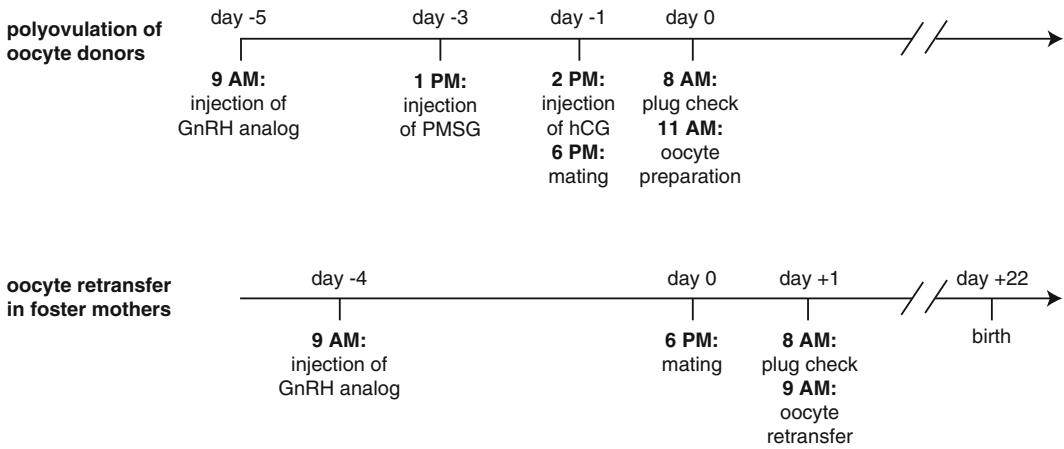 polyovulation of
oocyte donors
day -5
day -3
day -1
day 0
9 AM:
injection of
GnRH analog
1 PM:
injection
of PMSG
2 PM:
injection
of hCG
6 PM:
mating
8 AM:
plug check
11 AM:
oocyte
preparation
oocyte retransfer
in foster mothers
day -4
day 0
day +1
day +22
9 AM:
injection of
GnRH analog
6 PM:
mating
8 AM:
plug check
9 AM:
oocyte
retransfer
birth